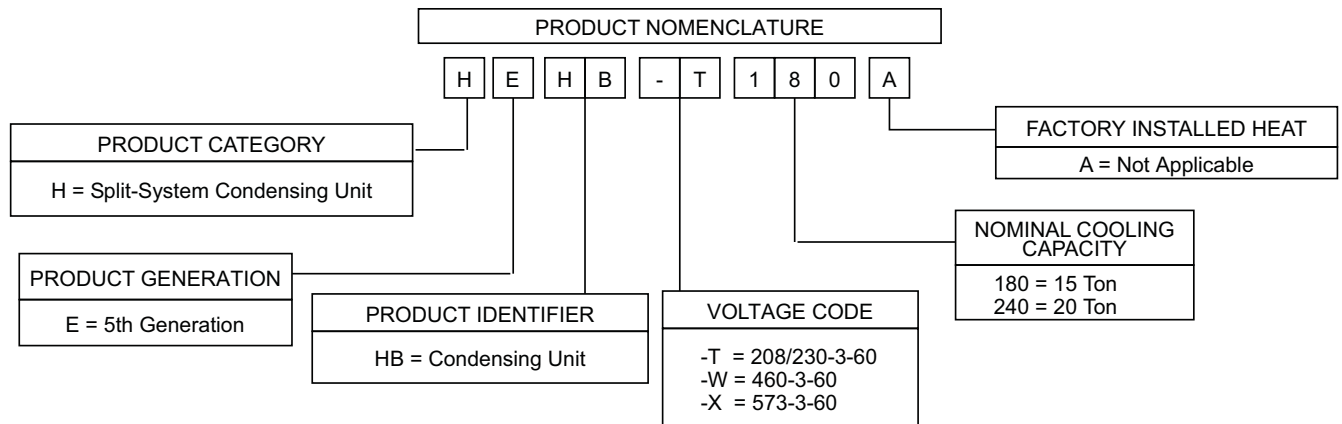 PRODUCT NOMENCLATURE
H E H B - T 1 8 0 A
PRODUCT CATEGORY
H = Split-System Condensing Unit
FACTORY INSTALLED HEAT
A = Not Applicable
NOMINAL COOLING
CAPACITY
180 = 15 Ton
240 = 20 Ton
PRODUCT GENERATION
E = 5th Generation
PRODUCT IDENTIFIER
HB = Condensing Unit
VOLTAGE CODE
-T = 208/230-3-60
-W = 460-3-60
-X = 573-3-60